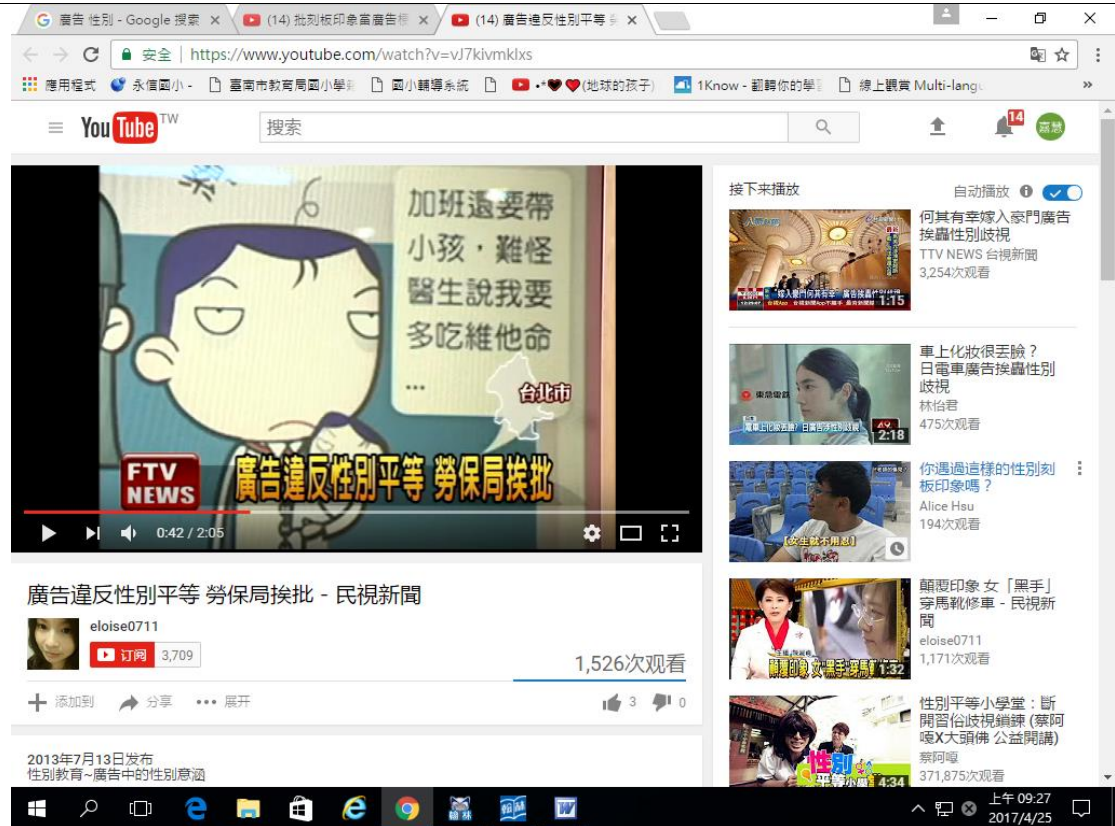 廣告 性別 - Google 搜索
(14) 批刻板印象當廣告
(14) 廣告違反性別平等
安全 | https://www.youtube.com/watch?v=vJ7kivmklxs
應用程式
永信國小 -
臺南市教育局國小學
國小輔導系統
(地球的孩子)
1Know - 翻轉你的學
線上觀賞 Multi-lang
»
YouTube TW
搜索
14
嘉慧
加班還要帶
小孩，難怪
醫生說我要
多吃維他命
...
台北市
FTV
NEWS
廣告違反性別平等 勞保局挨批
0:42 / 2:05
廣告違反性別平等 勞保局挨批 - 民視新聞
eloise0711
订阅 3,709
1,526次观看
添加到
分享
展开
3
0
2013年7月13日发布
性別教育~廣告中的性別意涵
接下来播放
自动播放
何其有幸嫁入豪門廣告
挨轟性別歧視
TTV NEWS 台視新聞
3,254次观看
1:15
車上化妝很丟臉？
日電車廣告挨轟性別
歧視
林怡君
475次观看
2:18
你遇過這樣的性別刻
板印象嗎？
Alice Hsu
194次观看
【女生就不用忍】
顛覆印象 女「黑手」
穿馬靴修車 - 民視新
聞
eloise0711
1,171次观看
1:32
性別平等小學堂：斷
開習俗歧視鎖鍊 (蔡阿
嘎X大頭佛 公益開講)
蔡阿嘎
371,875次观看
4:34
上午 09:27
2017/4/25